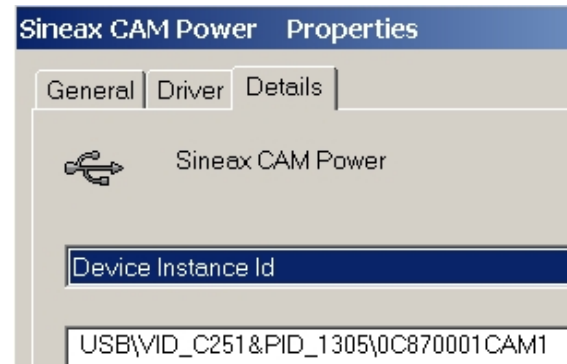 Sineax CAM Power Properties
General Driver Details
Sineax CAM Power
Device Instance Id
USB\VID_C251&PID_1305\0C870001CAM1